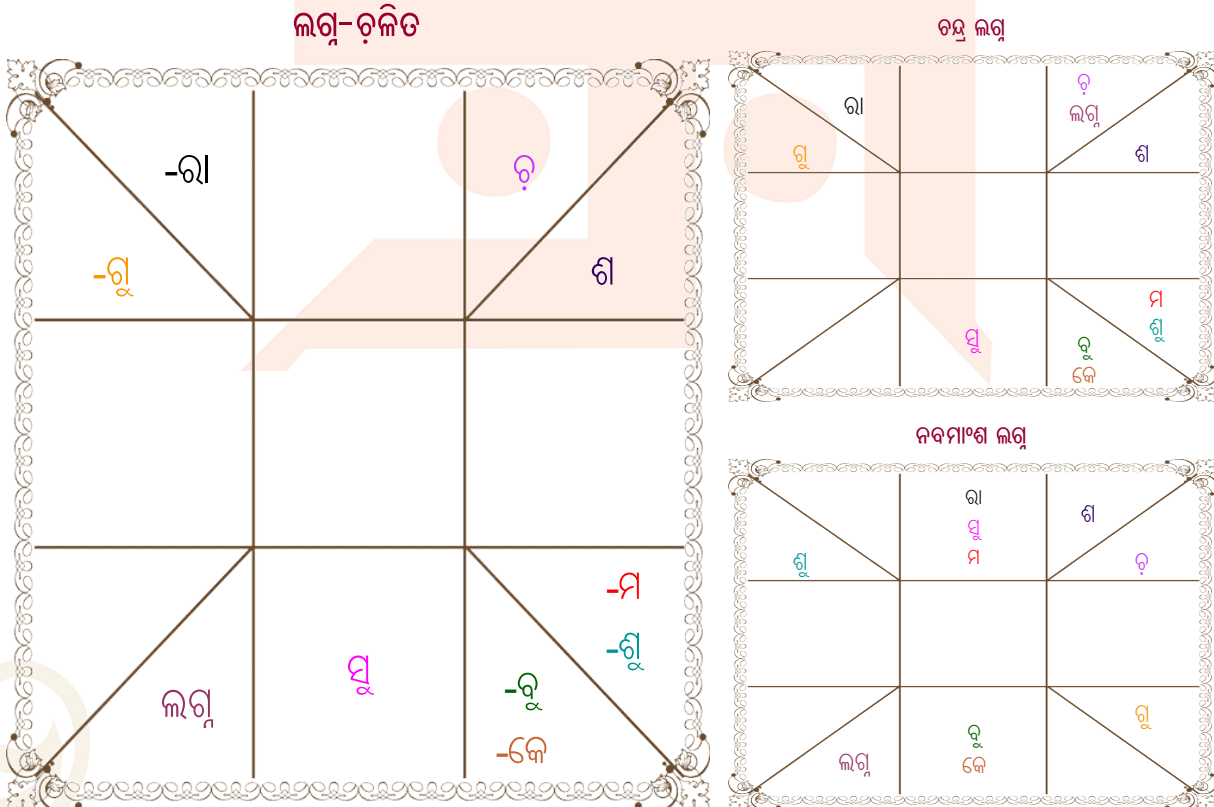 ଲଗ୍ନ-ଚ଼ଳିତ
-ରା
ଚ଼
-ଗୁ
ଶ
-ମ
-ଶୁ
ସୁ
-ବୁ
ଲଗ୍ନ
-କେ
ଚନ୍ଦ୍ର ଲଗ୍ନ
ଚ଼
ରା
ଲଗ୍ନ
ଗୁ
ଶ
ମ
ଶୁ
ସୁ
ବୁ
କେ
ନବମାଂଶ ଲଗ୍ନ
ରା
ଶ
ସୁ
ମ
ଶୁ
ଚ଼
ଗୁ
ବୁ
ଲଗ୍ନ
କେ